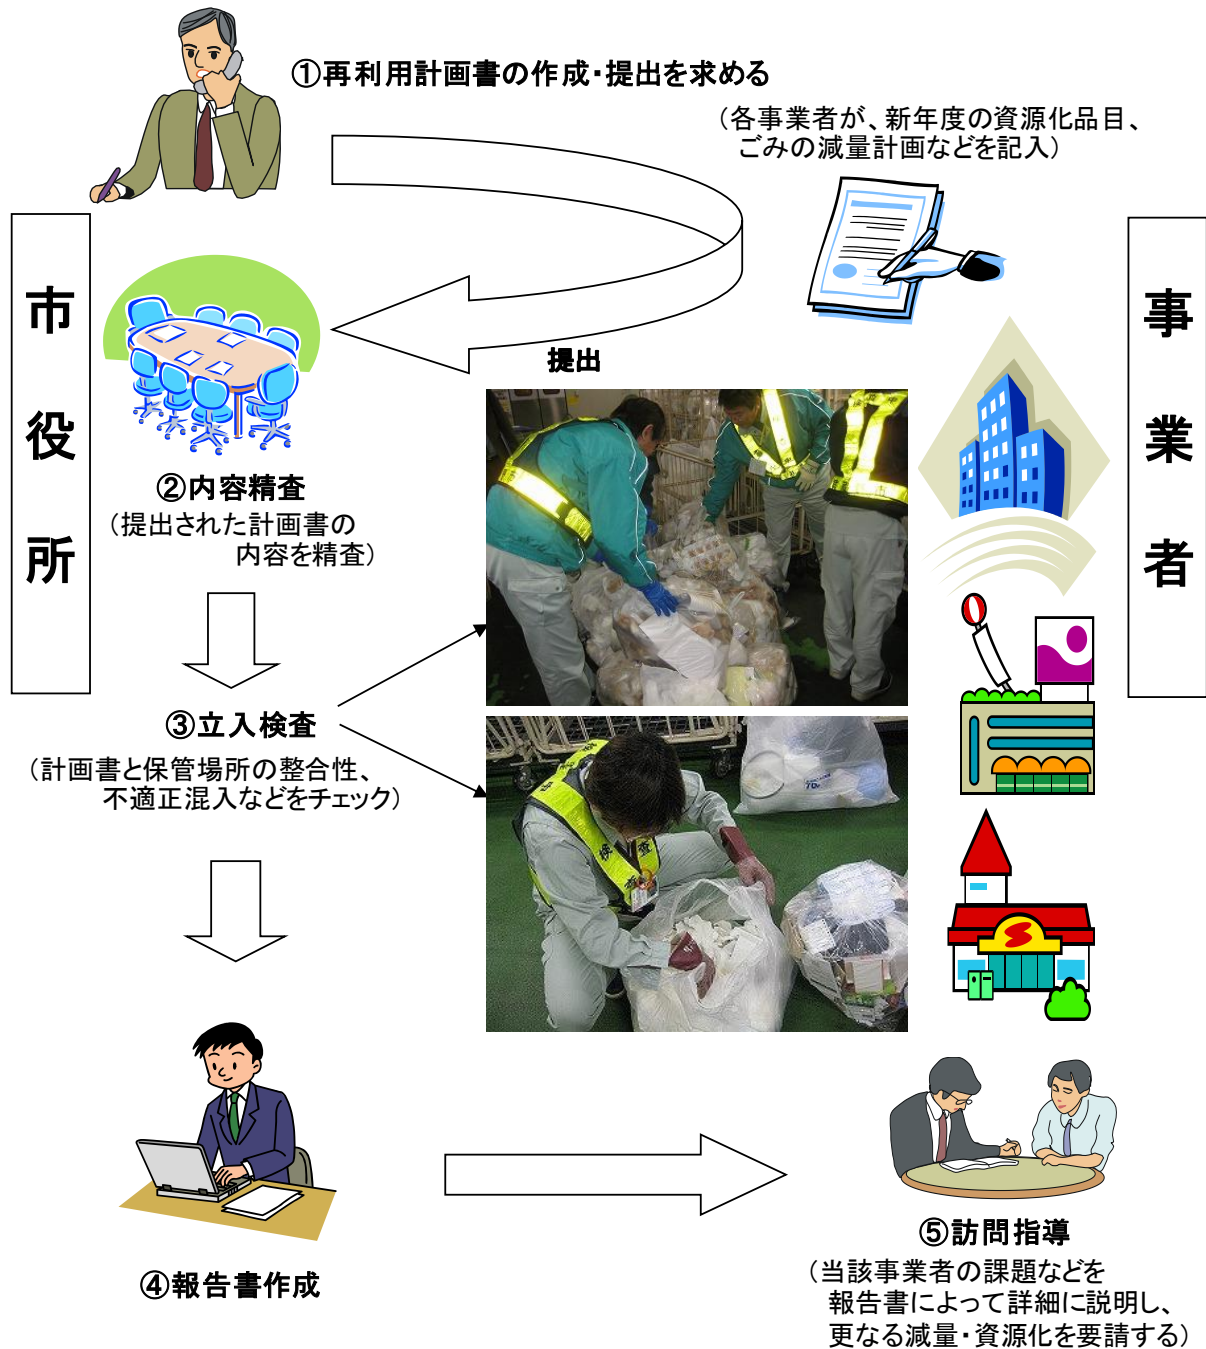 ①再利用計画書の作成・提出を求める
（各事業者が、新年度の資源化品目、
ごみの減量計画などを記入）
市役所
事業者
提出
②内容精査
（提出された計画書の
内容を精査）
③立入検査
（計画書と保管場所の整合性、
不適正混入などをチェック）
検
査
④報告書作成
⑤訪問指導
（当該事業者の課題などを
報告書によって詳細に説明し、
更なる減量・資源化を要請する）